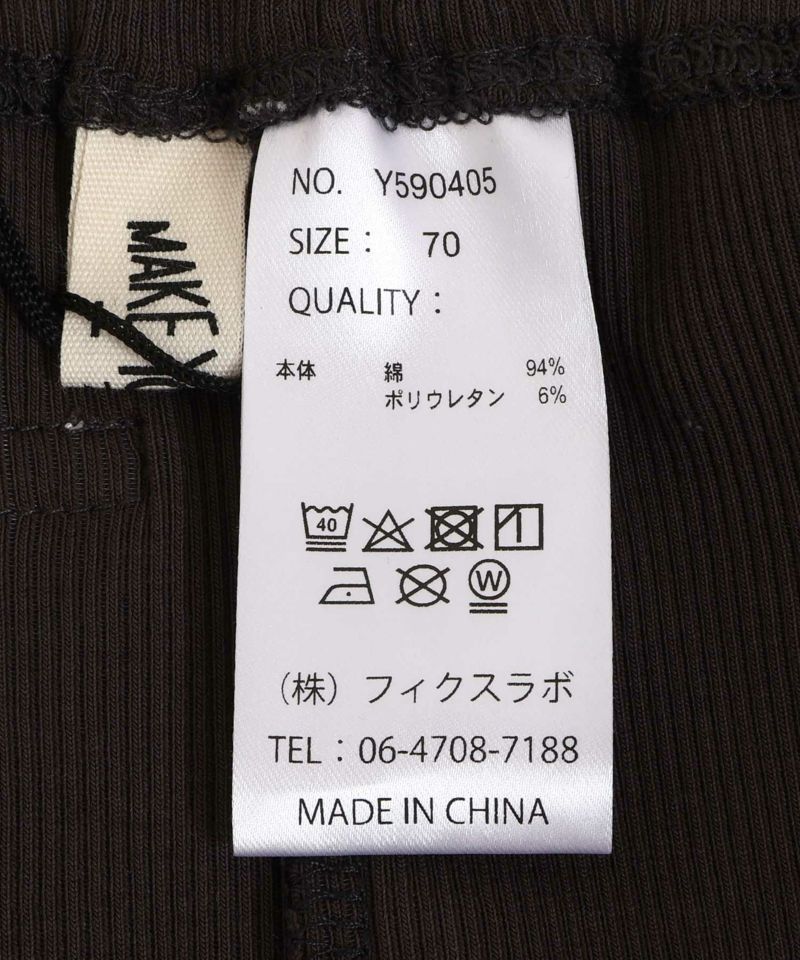 MAKE
NO. Y590405
SIZE : 70
QUALITY :
本体 綿 94%
ポリウレタン 6%
40
W
(株) フィクスラボ
TEL : 06-4708-7188
MADE IN CHINA